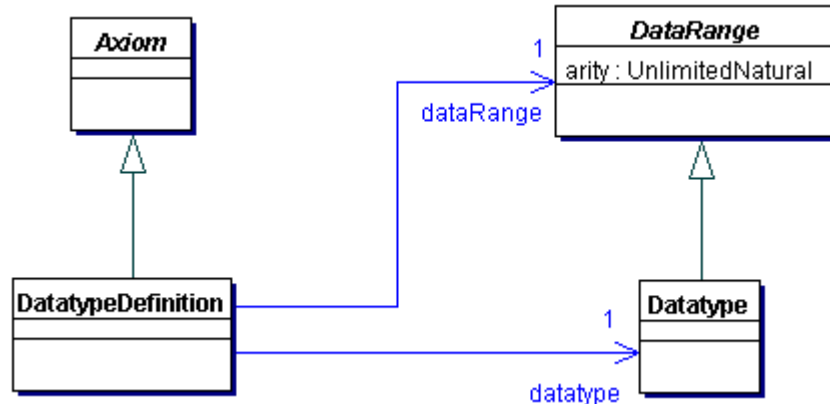 Axiom
DataRange
arity : UnlimitedNatural
1
dataRange
DatatypeDefinition
Datatype
1
datatype